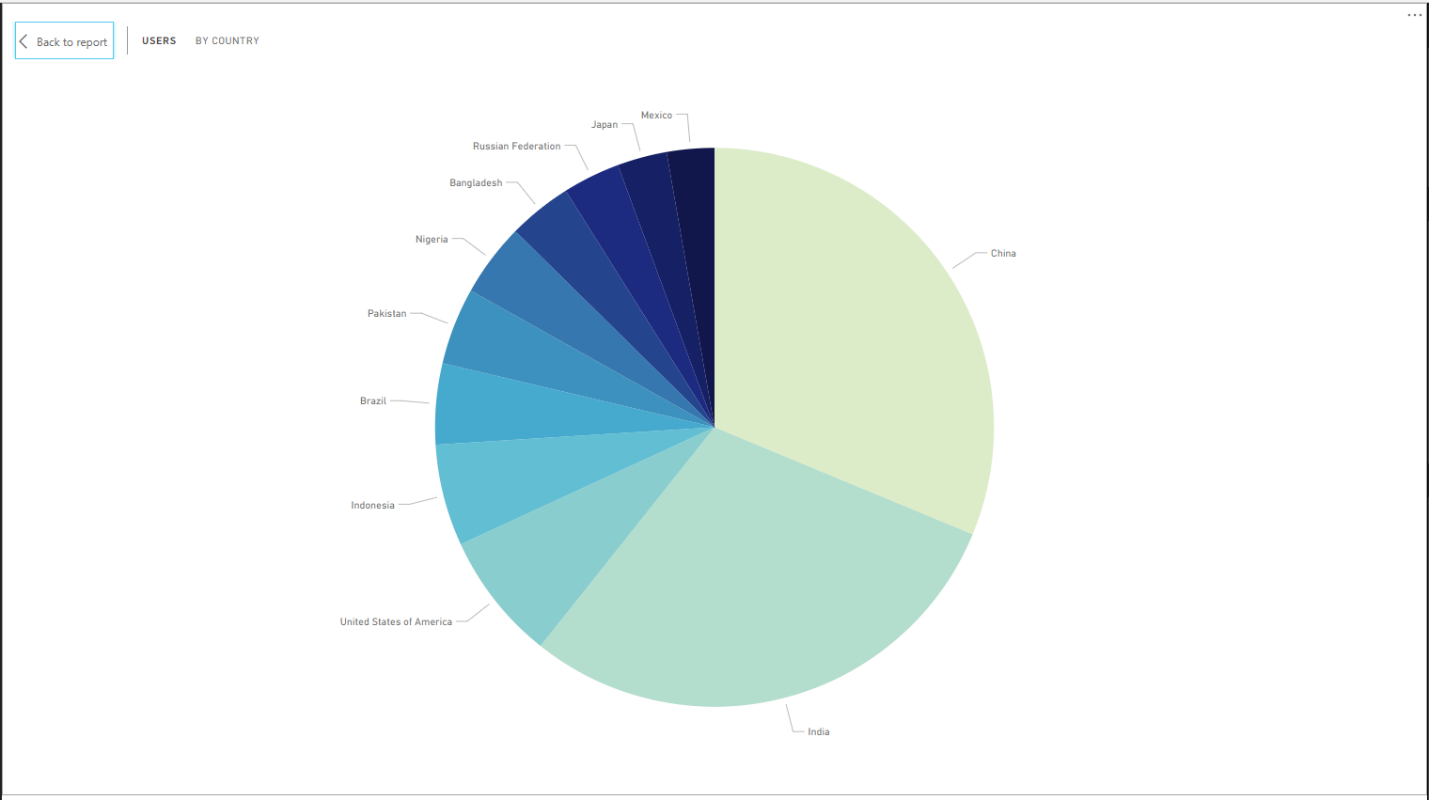 Back to report
USERS BY COUNTRY
Mexico
Japan
Russian Federation
Bangladesh
Nigeria
China
Pakistan
Brazil
Indonesia
United States of America
India